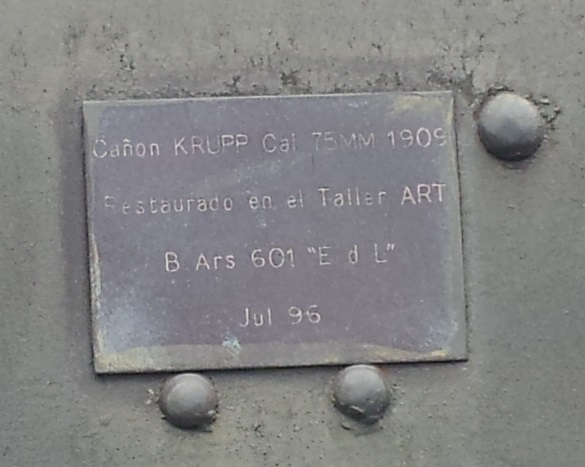 Cañon KRUPP Cal 75MM 1909
Restaurado en el Taller ART
B Ars 601 "E d L"
Jul 96